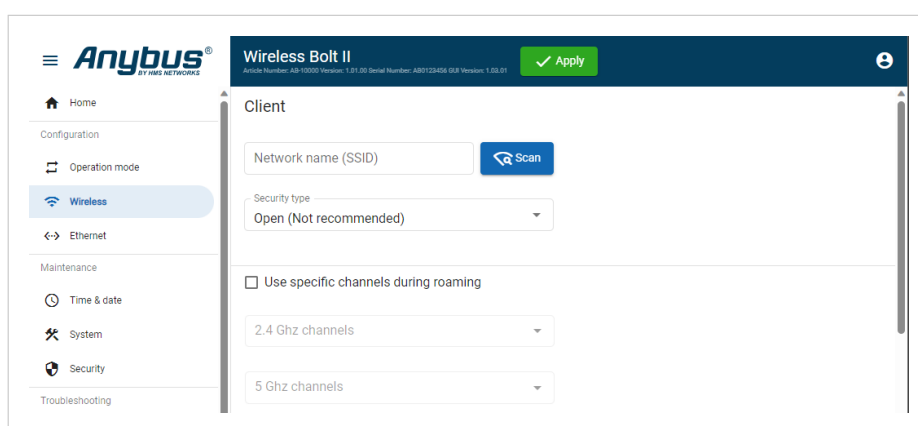 Anybus®
BY HMS NETWORKS
Wireless Bolt II
Article Number: AB-10000 Version: 1.01.00 Serial Number: AB0123456 GUI Version: 1.03.01
Apply
Home
Configuration
Operation mode
Wireless
Ethernet
Maintenance
Time & date
System
Security
Troubleshooting
Client
Network name (SSID)
Scan
Security type
Open (Not recommended)
Use specific channels during roaming
2.4 Ghz channels
5 Ghz channels